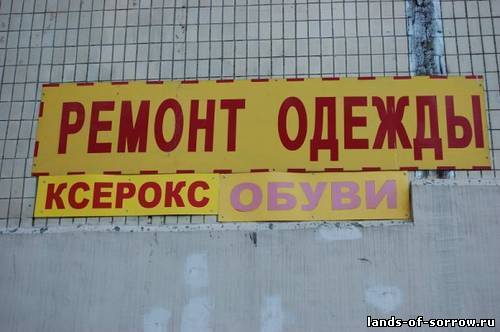 РЕМОНТ ОДЕЖДЫ
КСЕРОКС ОБУВИ
lands-of-sorrow.ru